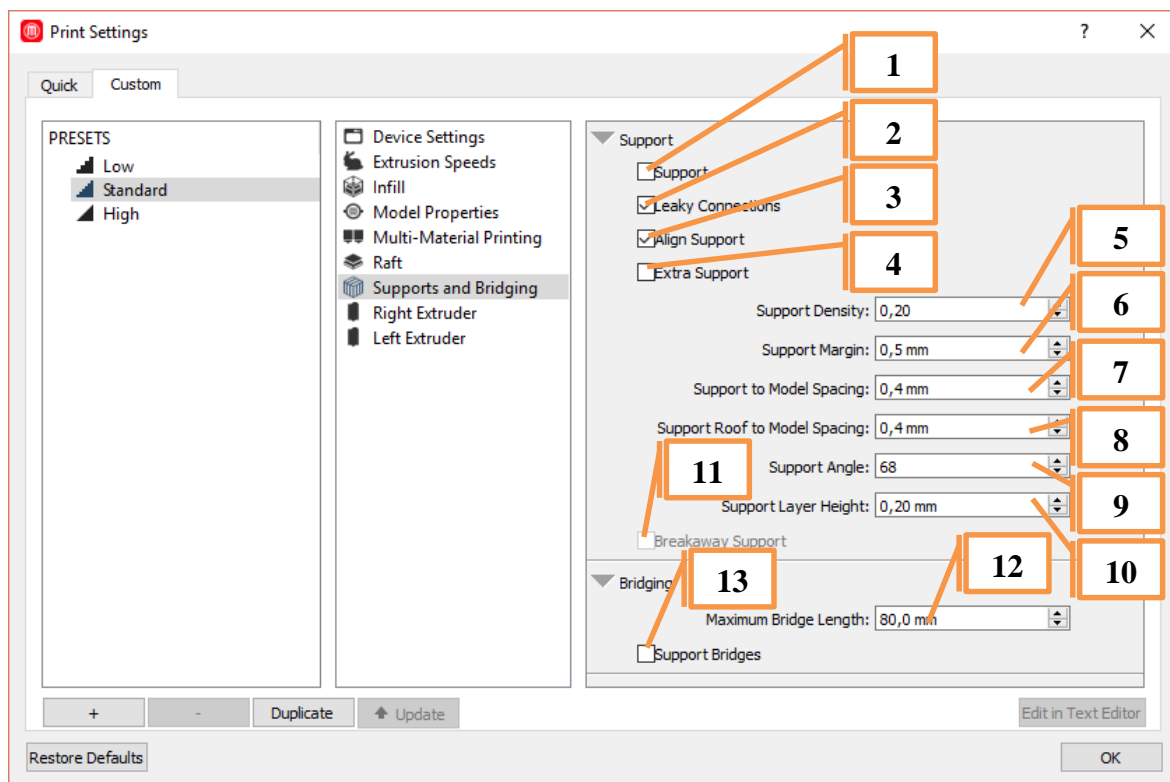 Print Settings
?
Quick
Custom
PRESETS
Low
Standard
High
Device Settings
Extrusion Speeds
Infill
Model Properties
Multi-Material Printing
Raft
Supports and Bridging
Right Extruder
Left Extruder
Support
Support
Leaky Connections
Align Support
Extra Support
Support Density: 0,20
Support Margin: 0,5 mm
Support to Model Spacing: 0,4 mm
Support Roof to Model Spacing: 0,4 mm
Support Angle: 68
Support Layer Height: 0,20 mm
Breakaway Support
Bridging
Maximum Bridge Length: 80,0 mm
Support Bridges
1
2
3
4
5
6
7
8
9
10
11
12
13
+
-
Duplicate
Update
Edit in Text Editor
Restore Defaults
OK